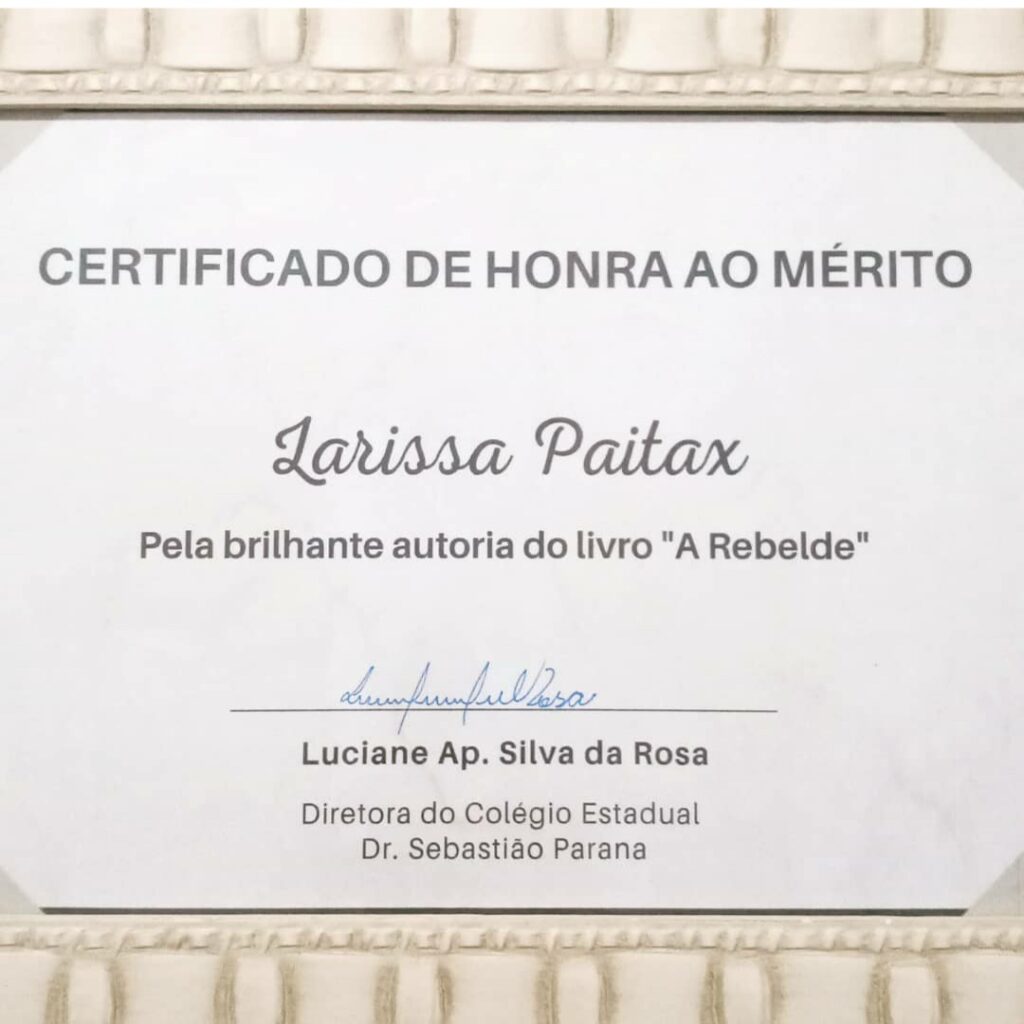 CERTIFICADO DE HONRA AO MÉRITO
Larissa Paitax
Pela brilhante autoria do livro "A Rebelde"
Luciane Ap. Silva da Rosa
Diretora do Colégio Estadual
Dr. Sebastião Parana